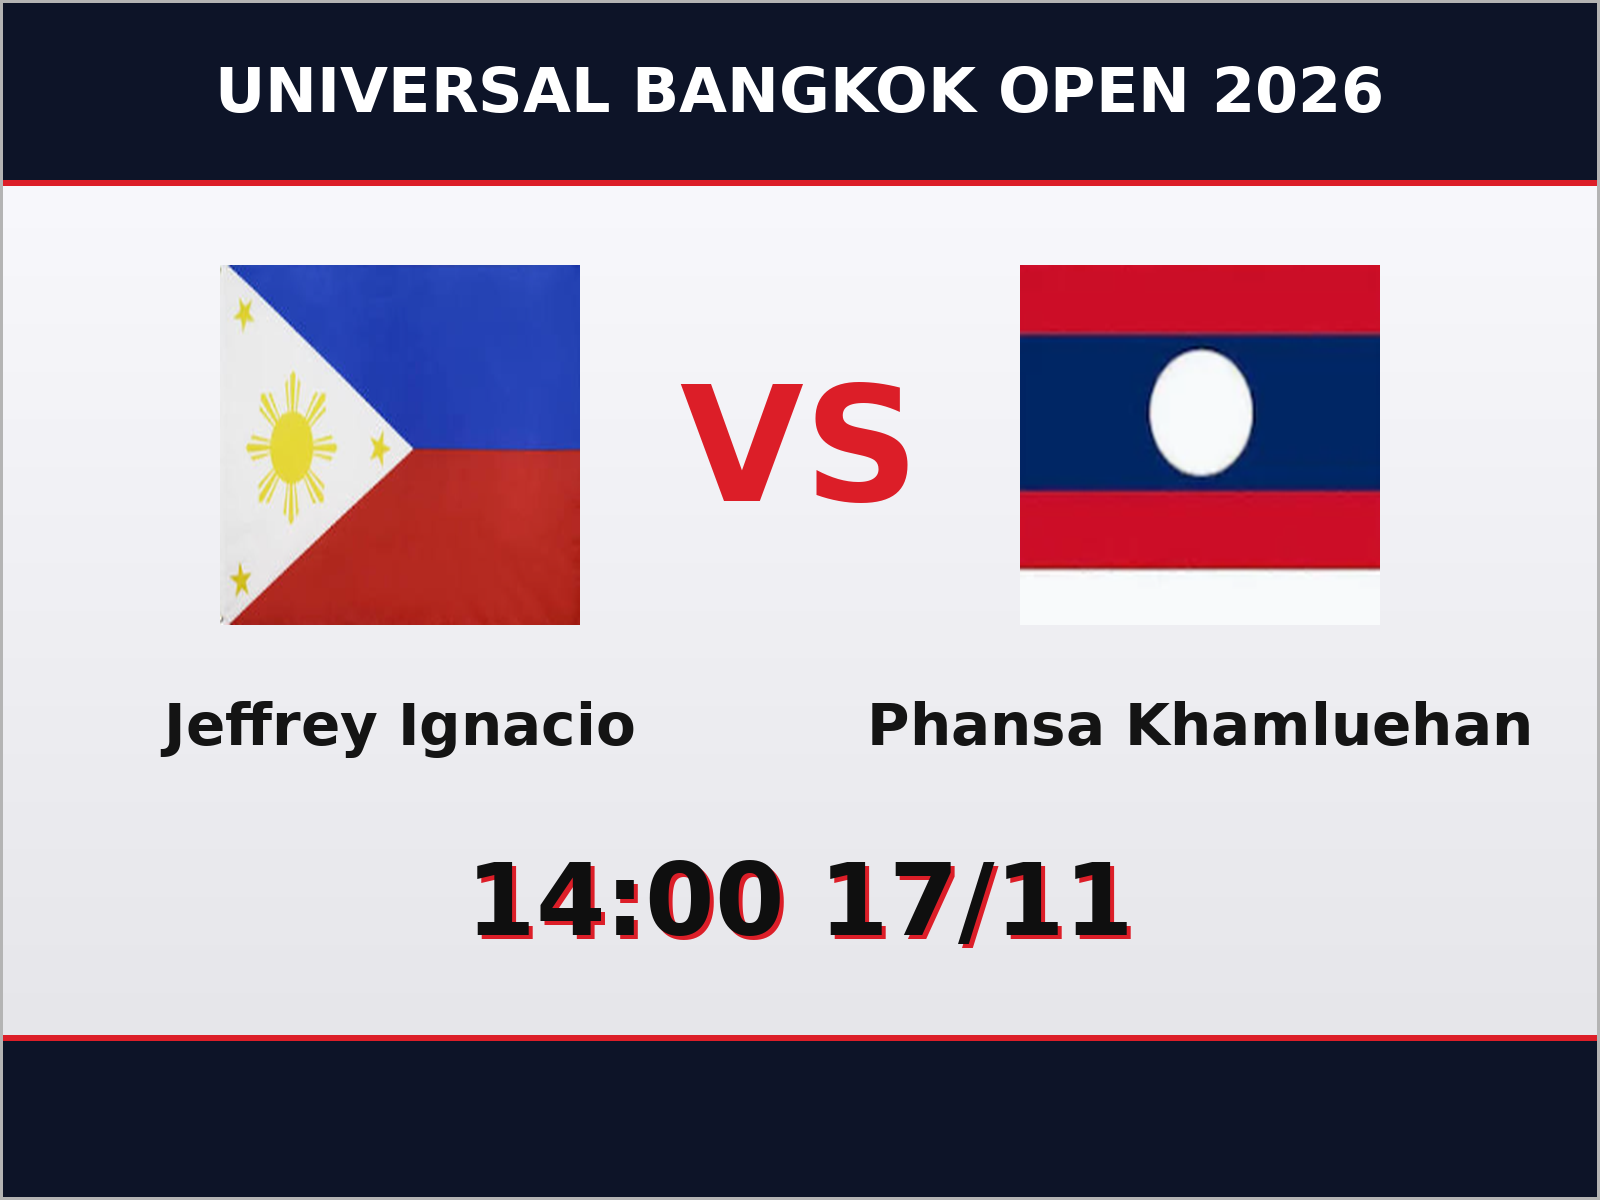 UNIVERSAL BANGKOK OPEN 2026
VS
Jeffrey Ignacio
Phansa Khamluehan
14:00 17/11